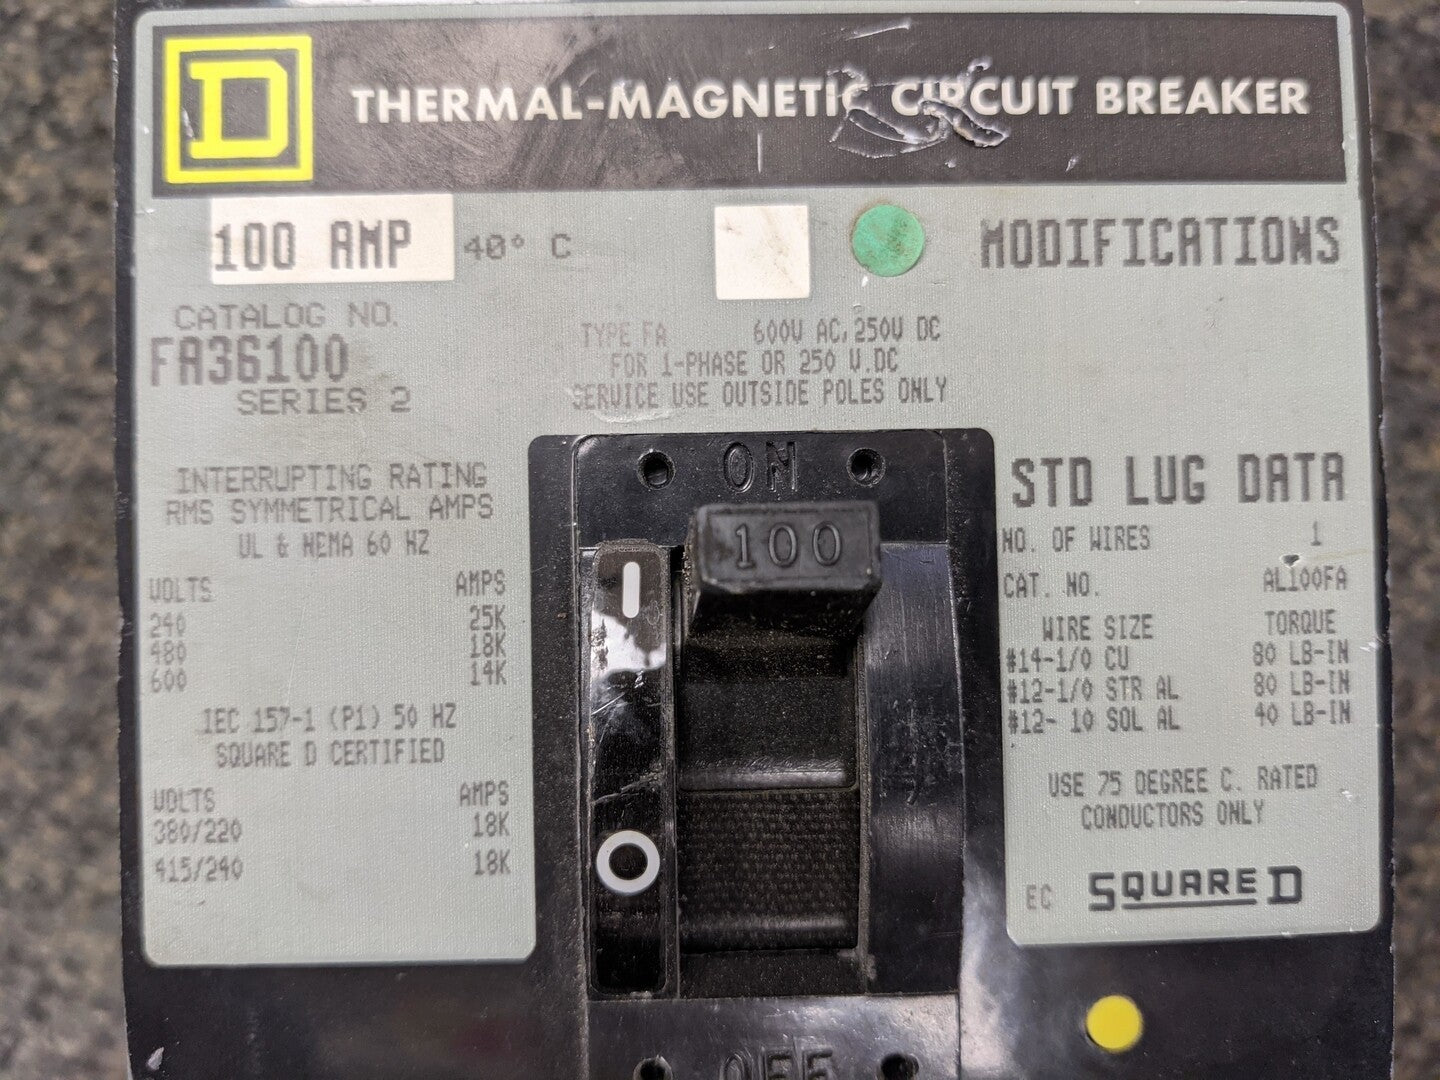 D
THERMAL-MAGNETIC CIRCUIT BREAKER
100 AMP 40° C
MODIFICATIONS
CATALOG NO.
FA36100
SERIES 2
TYPE FA 600V AC, 250V DC
FOR 1-PHASE OR 250 V.DC
SERVICE USE OUTSIDE POLES ONLY
INTERRUPTING RATING
RMS SYMMETRICAL AMPS
UL & NEMA 60 HZ
VOLTS AMPS
240 25K
480 18K
600 14K
IEC 157-1 (P1) 50 HZ
SQUARE D CERTIFIED
VOLTS AMPS
380/220 18K
415/240 18K
ON
100
I
O
OFF
STD LUG DATA
NO. OF WIRES 1
CAT. NO. AL100FA
WIRE SIZE TORQUE
#14-1/0 CU 80 LB-IN
#12-1/0 STR AL 80 LB-IN
#12- 10 SOL AL 40 LB-IN
USE 75 DEGREE C. RATED
CONDUCTORS ONLY
EC SQUARE D